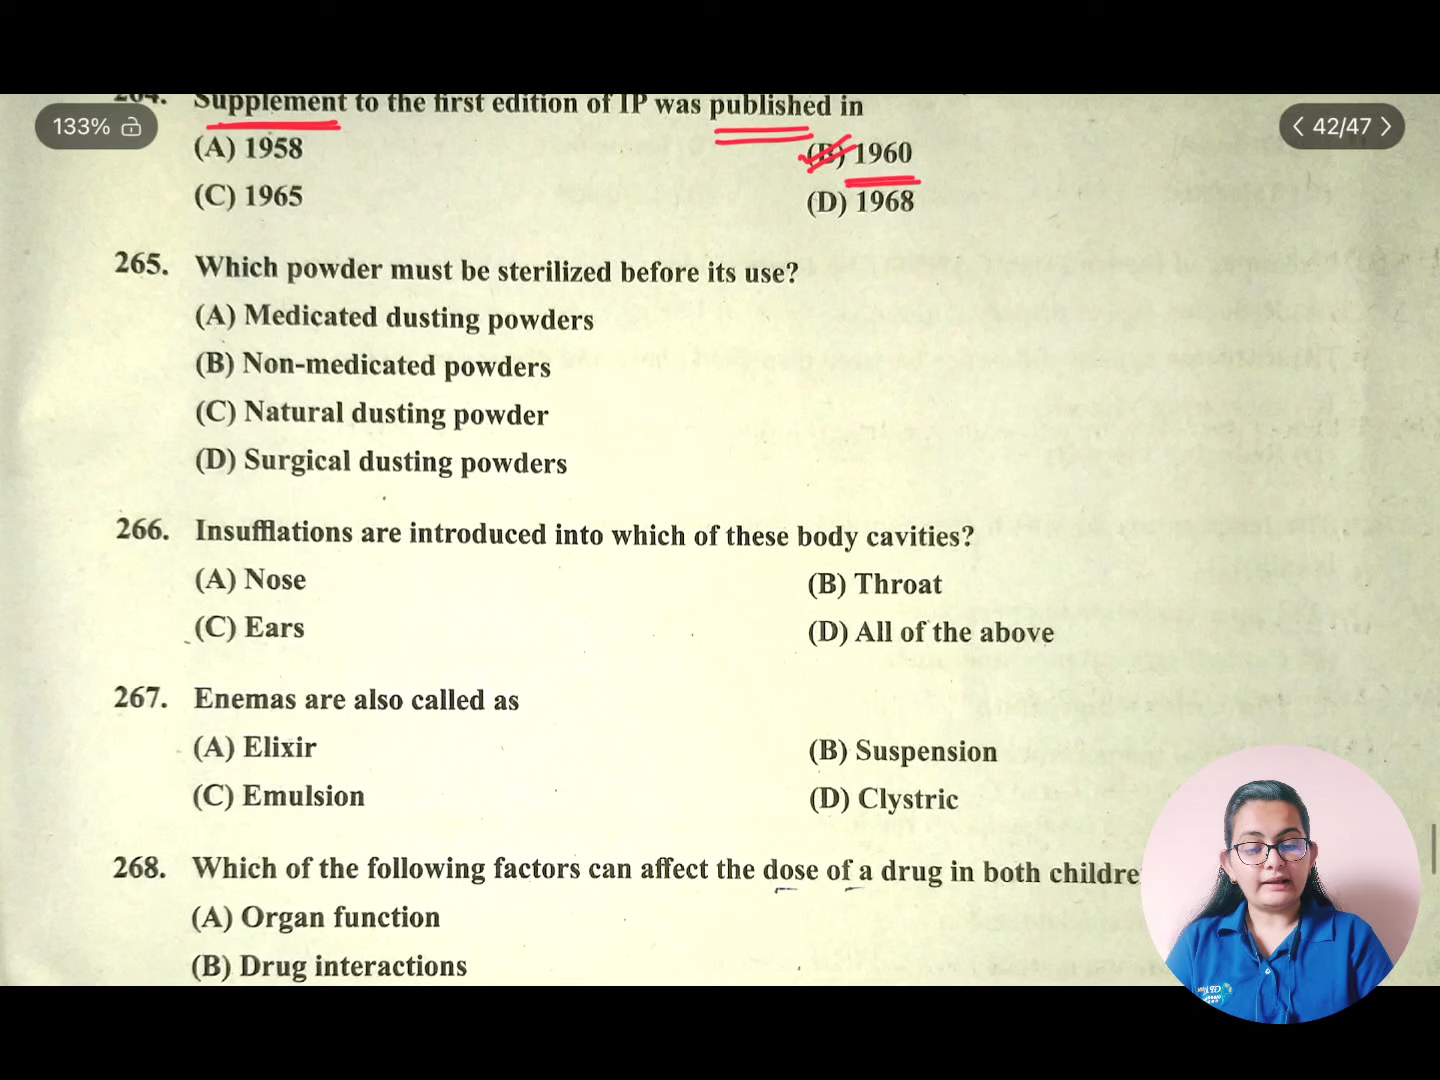 264. Supplement to the first edition of IP was published in
133%
42/47
(A) 1958
(B) 1960
(C) 1965
(D) 1968
265. Which powder must be sterilized before its use?
(A) Medicated dusting powders
(B) Non-medicated powders
(C) Natural dusting powder
(D) Surgical dusting powders
266. Insufflations are introduced into which of these body cavities?
(A) Nose
(B) Throat
(C) Ears
(D) All of the above
267. Enemas are also called as
(A) Elixir
(B) Suspension
(C) Emulsion
(D) Clystric
268. Which of the following factors can affect the dose of a drug in both childre
(A) Organ function
(B) Drug interactions